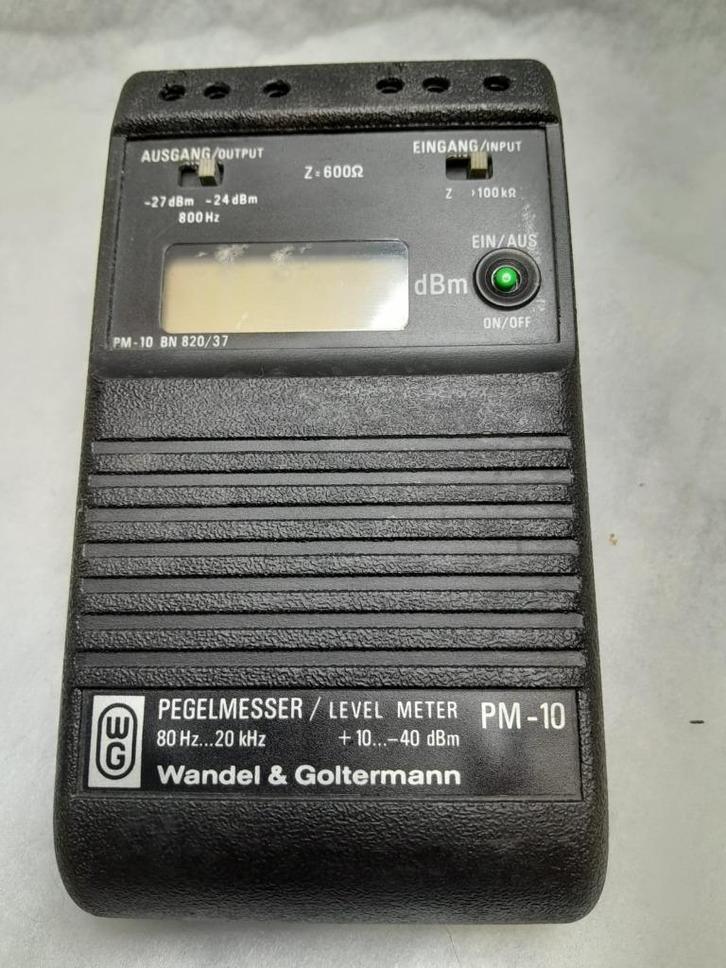 AUSGANG/OUTPUT
EINGANG/INPUT
Z=600Ω
-27dBm -24dBm
800Hz
Z >100kΩ
EIN/AUS
dBm
ON/OFF
PM-10 BN 820/37
WG
PEGELMESSER / LEVEL METER PM-10
80 Hz...20 kHz +10...-40 dBm
Wandel & Goltermann